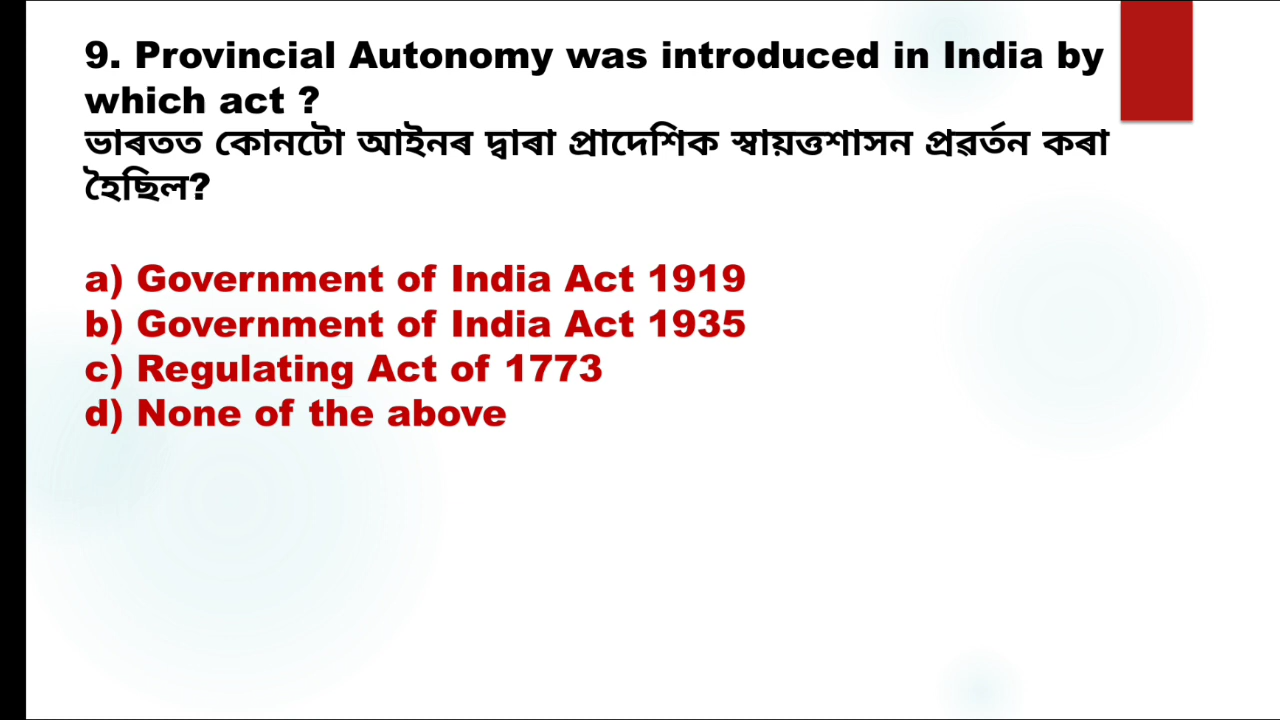 9. Provincial Autonomy was introduced in India by
which act ?
ভাৰতত কোনটো আইনৰ দ্বাৰা প্ৰাদেশিক স্বায়ত্তশাসন প্ৰৱৰ্তন কৰা
হৈছিল?
a) Government of India Act 1919
b) Government of India Act 1935
c) Regulating Act of 1773
d) None of the above